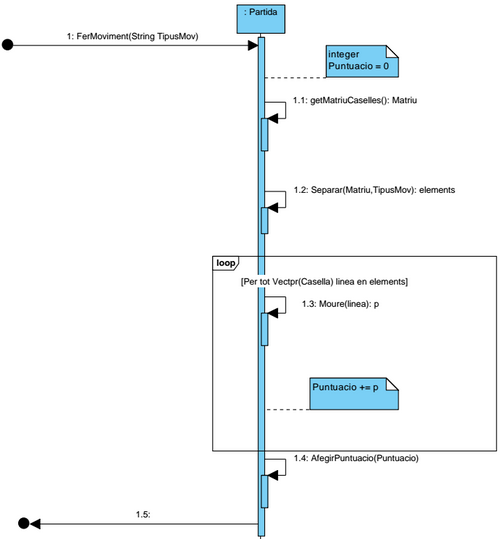 : Partida
1: FerMoviment(String TipusMov)
integer
Puntuacio = 0
1.1: getMatriuCaselles(): Matriu
1.2: Separar(Matriu,TipusMov): elements
loop
[Per tot Vectpr(Casella) linea en elements]
1.3: Moure(linea): p
Puntuacio += p
1.4: AfegirPuntuacio(Puntuacio)
1.5: